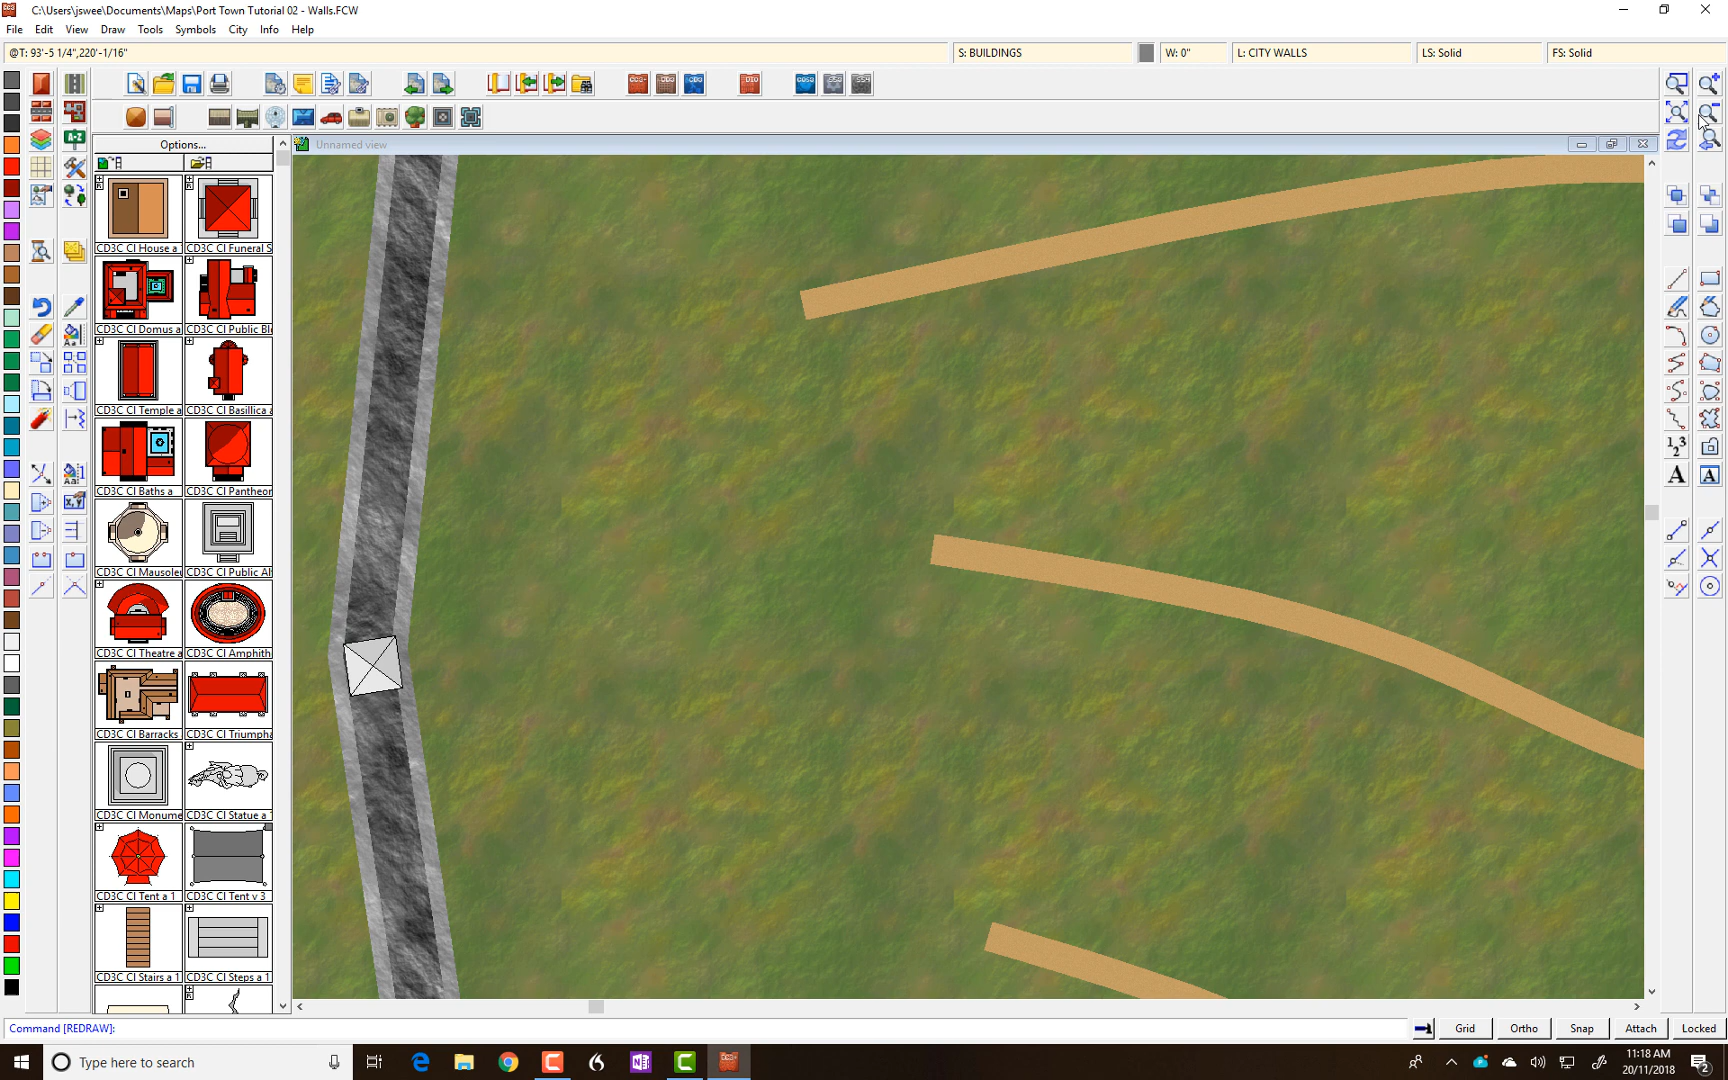 C:\Users\jswee\Documents\Maps\Port Town Tutorial 02 - Walls.FCW
File Edit View Draw Tools Symbols City Info Help
@T: 93'-5 1/4",220'-1/16" S: BUILDINGS W: 0" L: CITY WALLS LS: Solid FS: Solid
Options...
Unnamed view
CD3C CI House a
CD3C CI Funeral S
CD3C CI Domus a
CD3C CI Public Bl
CD3C CI Temple a
CD3C CI Basillica a
CD3C CI Baths a
CD3C CI Pantheor
CD3C CI Mausole
CD3C CI Public Al
CD3C CI Theatre a
CD3C CI Amphith
CD3C CI Barracks
CD3C CI Triumpha
CD3C CI Monume
CD3C CI Statue a
CD3C CI Tent a 1
CD3C CI Tent v 3
CD3C CI Stairs a 1
CD3C CI Steps a 1
Command [REDRAW]:
Grid Ortho Snap Attach Locked
Type here to search
11:18 AM
20/11/2018
2